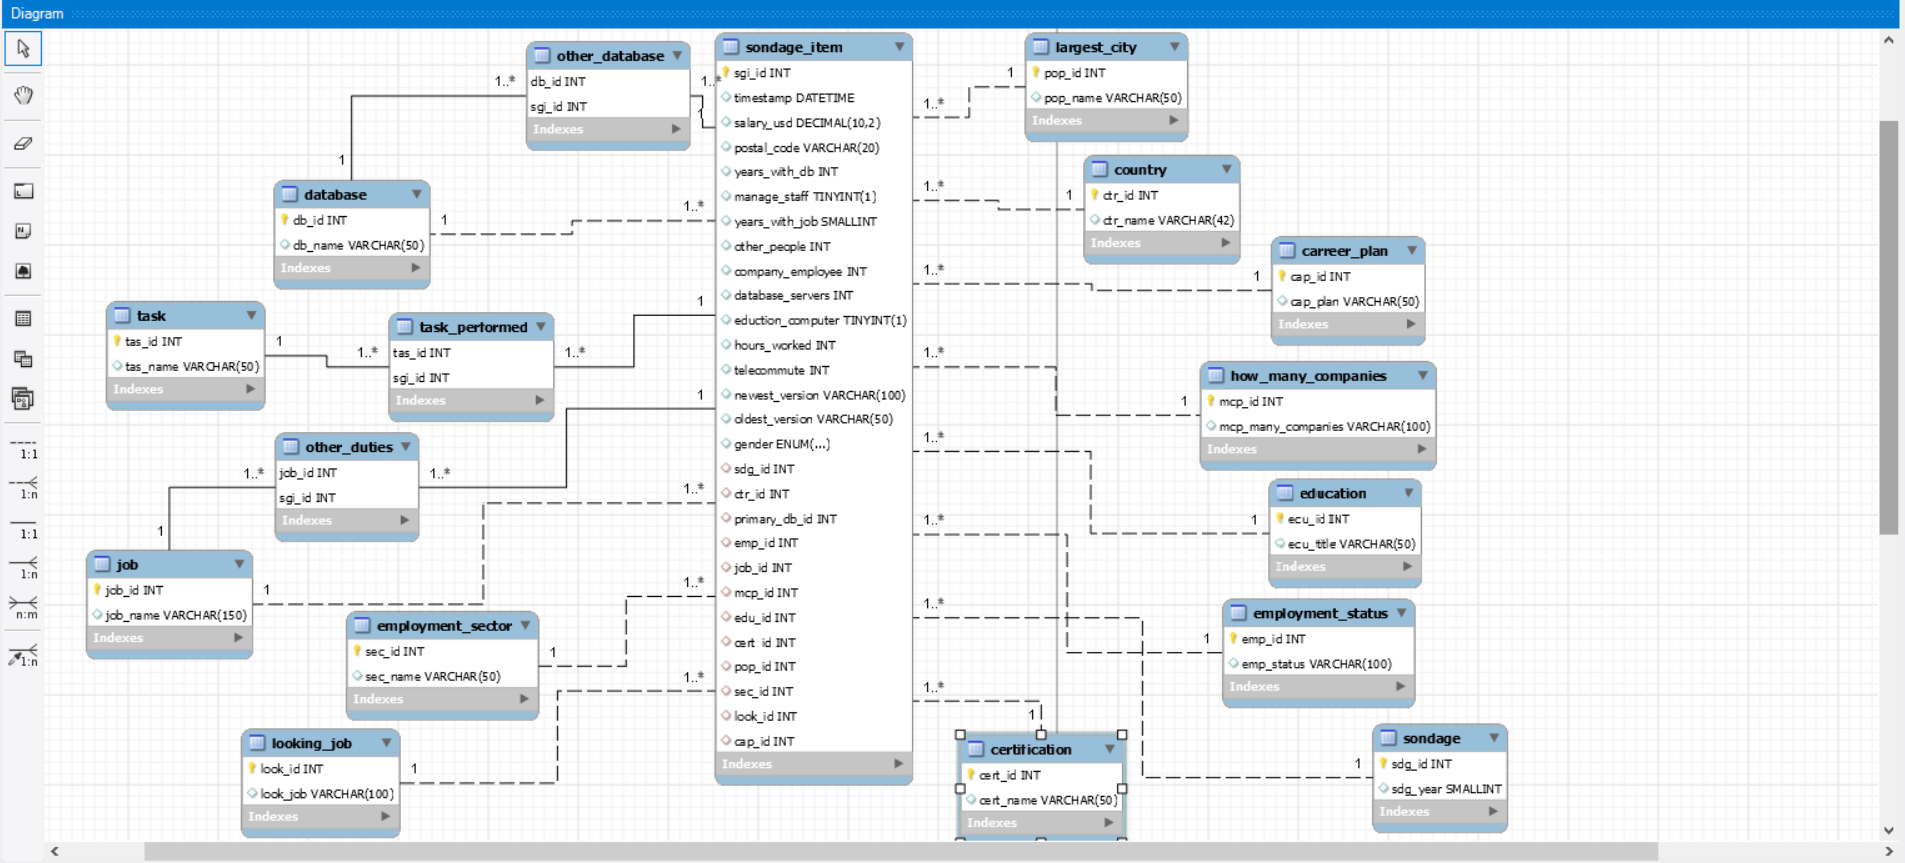 Diagram
other_database
db_id INT
sgi_id INT
Indexes
1..*
1..
1
database
db_id INT
db_name VARCHAR(50)
Indexes
1
1..*
task
tas_id INT
tas_name VARCHAR(50)
Indexes
1
1..*
task_performed
tas_id INT
sgi_id INT
Indexes
1..*
1
other_duties
job_id INT
sgi_id INT
Indexes
1..*
1..*
1
1
job
job_id INT
job_name VARCHAR(150)
Indexes
1
1..*
employment_sector
sec_id INT
sec_name VARCHAR(50)
Indexes
1
1..*
looking_job
look_id INT
look_job VARCHAR(100)
Indexes
1
1..*
sondage_item
sgi_id INT
timestamp DATETIME
salary_usd DECIMAL(10,2)
postal_code VARCHAR(20)
years_with_db INT
manage_staff TINYINT(1)
years_with_job SMALLINT
other_people INT
company_employee INT
database_servers INT
eduction_computer TINYINT(1)
hours_worked INT
telecommute INT
newest_version VARCHAR(100)
oldest_version VARCHAR(50)
gender ENUM(...)
sdg_id INT
ctr_id INT
primary_db_id INT
emp_id INT
job_id INT
mcp_id INT
edu_id INT
cert_id INT
pop_id INT
sec_id INT
look_id INT
cap_id INT
Indexes
1..*
1
largest_city
pop_id INT
pop_name VARCHAR(50)
Indexes
1..*
1
country
ctr_id INT
ctr_name VARCHAR(42)
Indexes
1..*
1
carreer_plan
cap_id INT
cap_plan VARCHAR(50)
Indexes
1..*
1
how_many_companies
mcp_id INT
mcp_many_companies VARCHAR(100)
Indexes
1..*
1
education
ecu_id INT
ecu_title VARCHAR(50)
Indexes
1..*
1
employment_status
emp_id INT
emp_status VARCHAR(100)
Indexes
1..*
1
sondage
sdg_id INT
sdg_year SMALLINT
Indexes
1..*
1
certification
cert_id INT
cert_name VARCHAR(50)
Indexes
1:1
1:n
1:1
1:n
n:m
1:n